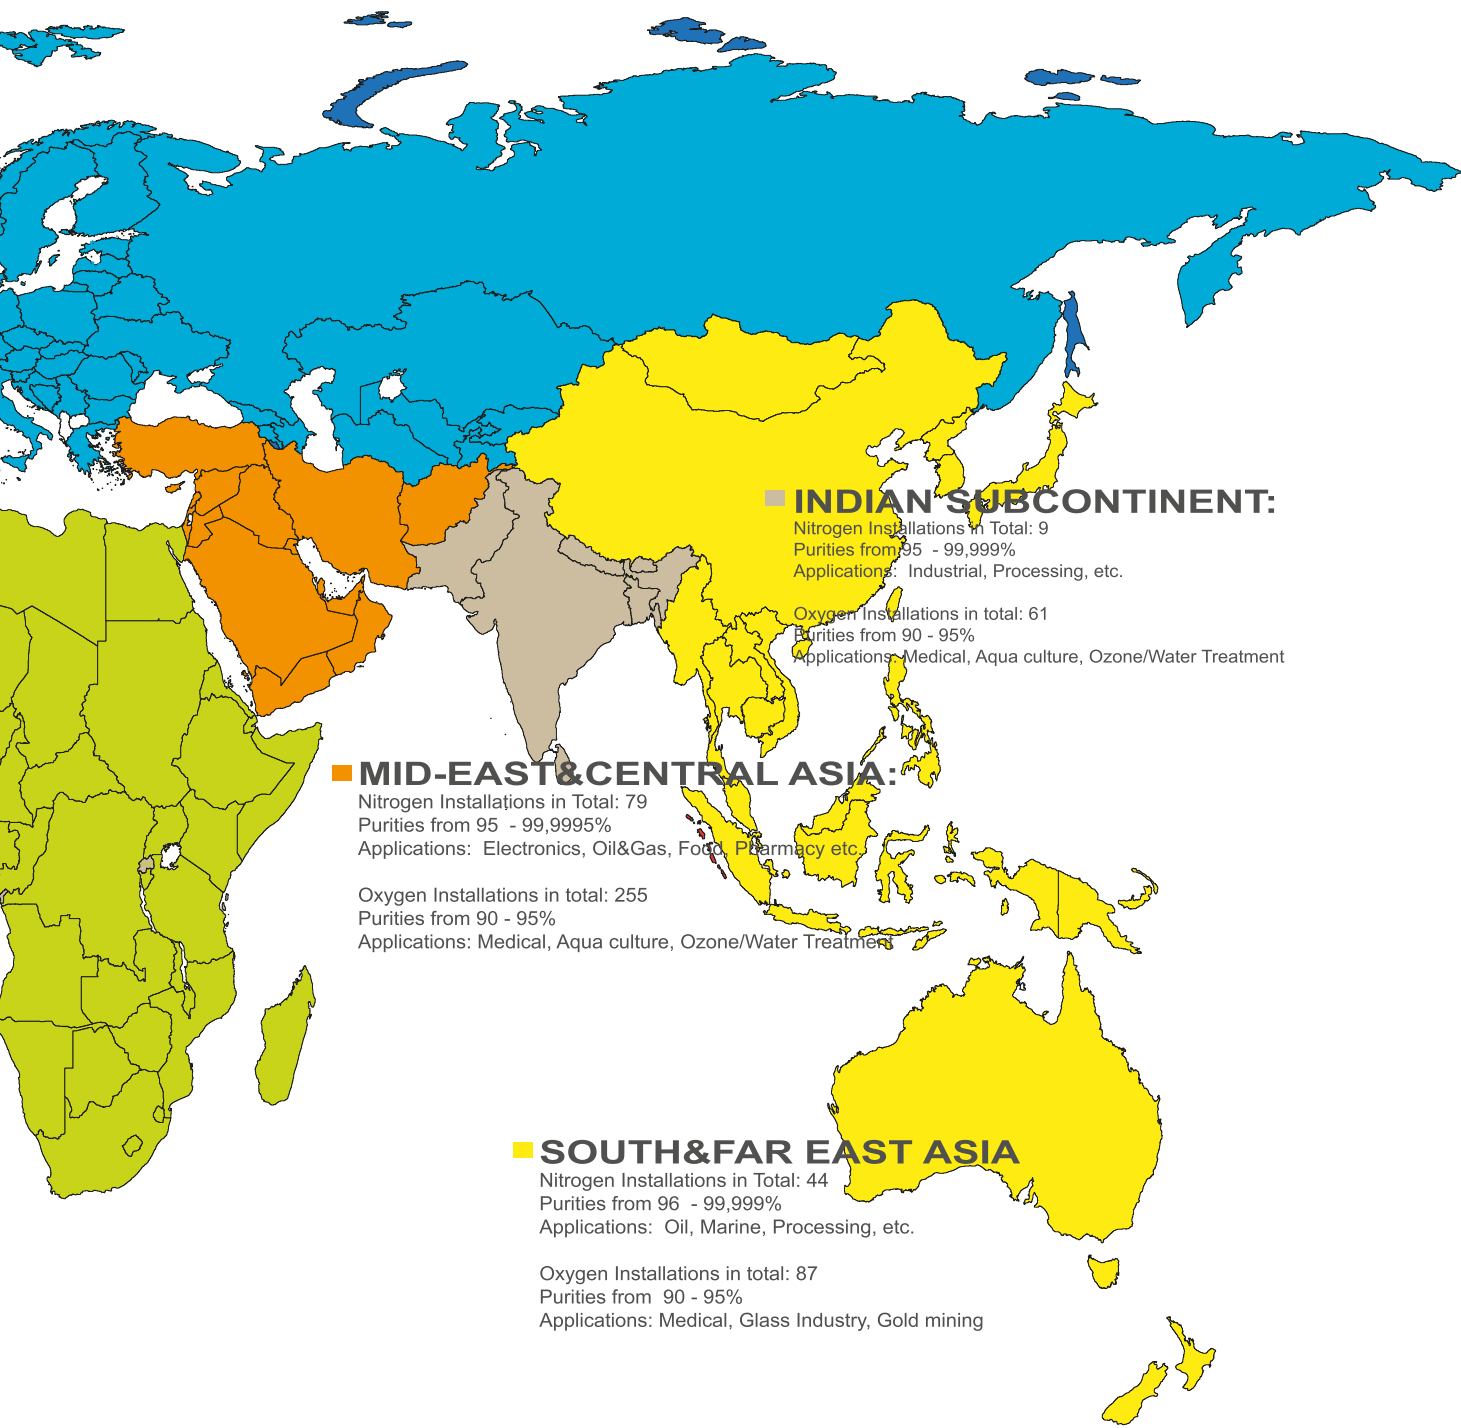 INDIAN SUBCONTINENT:
Nitrogen Installations in Total: 9
Purities from 95 - 99,999%
Applications: Industrial, Processing, etc.
Oxygen Installations in total: 61
Purities from 90 - 95%
Applications: Medical, Aqua culture, Ozone/Water Treatment
MID-EAST&CENTRAL ASIA:
Nitrogen Installations in Total: 79
Purities from 95 - 99,9995%
Applications: Electronics, Oil&Gas, Food, Pharmacy etc.
Oxygen Installations in total: 255
Purities from 90 - 95%
Applications: Medical, Aqua culture, Ozone/Water Treatment
SOUTH&FAR EAST ASIA
Nitrogen Installations in Total: 44
Purities from 96 - 99,999%
Applications: Oil, Marine, Processing, etc.
Oxygen Installations in total: 87
Purities from 90 - 95%
Applications: Medical, Glass Industry, Gold mining